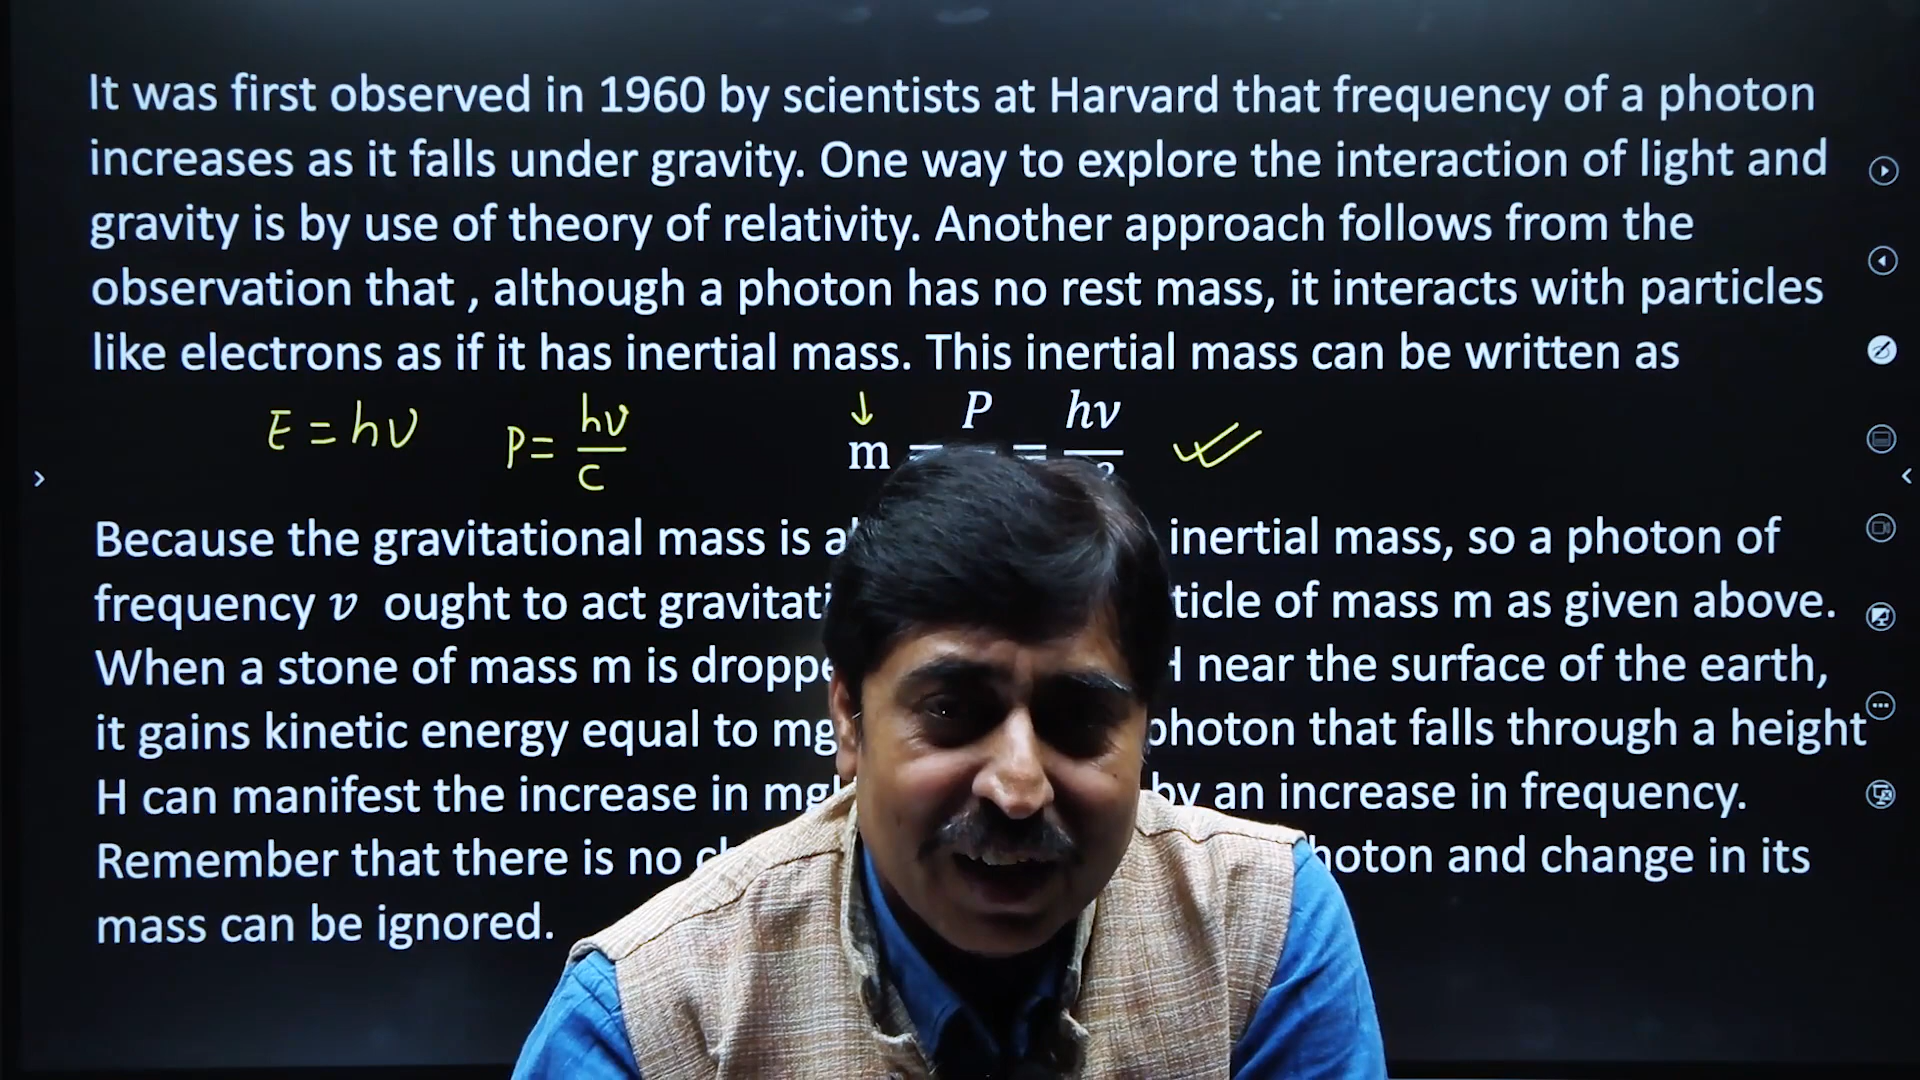 It was first observed in 1960 by scientists at Harvard that frequency of a photon
increases as it falls under gravity. One way to explore the interaction of light and
gravity is by use of theory of relativity. Another approach follows from the
observation that , although a photon has no rest mass, it interacts with particles
like electrons as if it has inertial mass. This inertial mass can be written as
E = hν P = hν/C ↓ m = P = hν
Because the gravitational mass is inertial mass, so a photon of
frequency ν ought to act of mass m as given above.
When a stone of mass m is H near the surface of the earth,
it gains kinetic energy equal to photon that falls through a height
H can manifest the increase in by an increase in frequency.
Remember that there is no and change in its
mass can be ignored.